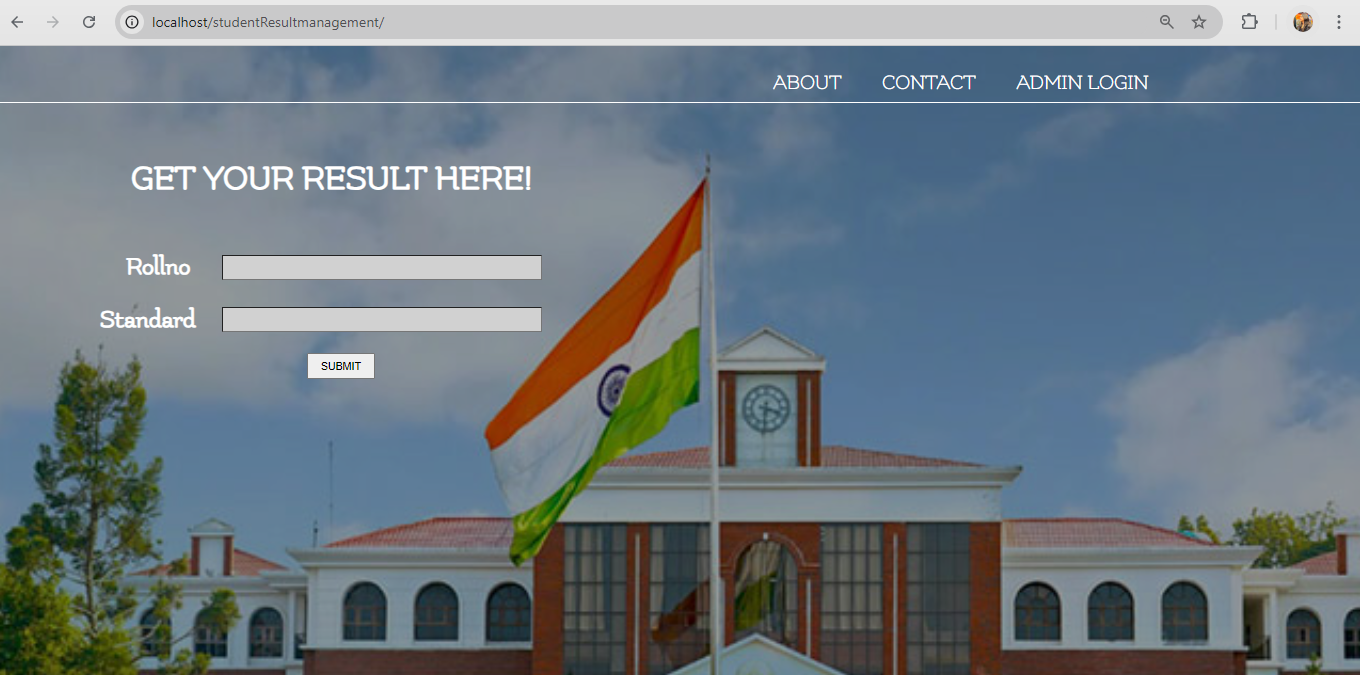 localhost/studentResultmanagement/
ABOUT CONTACT ADMIN LOGIN
GET YOUR RESULT HERE!
Rollno
Standard
SUBMIT